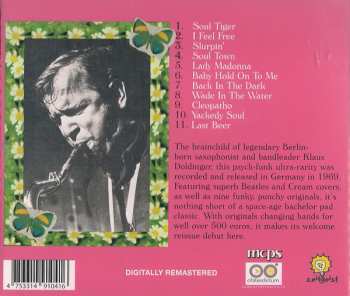 1. Soul Tiger
2. I Feel Free
3. Slurpin'
4. Soul Town
5. Lady Madonna
6. Baby Hold On To Me
7. Back In The Dark
8. Wade In The Water
9. Cleopatho
10. Yackedy Soul
11. Last Beer
The brainchild of legendary Berlin-
born saxophonist and bandleader Klaus
Doldinger, this psych-funk ultra-rarity was
recorded and released in Germany in 1969.
Featuring superb Beatles and Cream covers,
as well as nine funky, punchy originals, it's
nothing short of a space-age bachelor pad
classic. With originals changing hands for
well over 500 euros, it makes its welcome
reissue debut here.
4 753314 910416
DIGITALLY REMASTERED
mcps